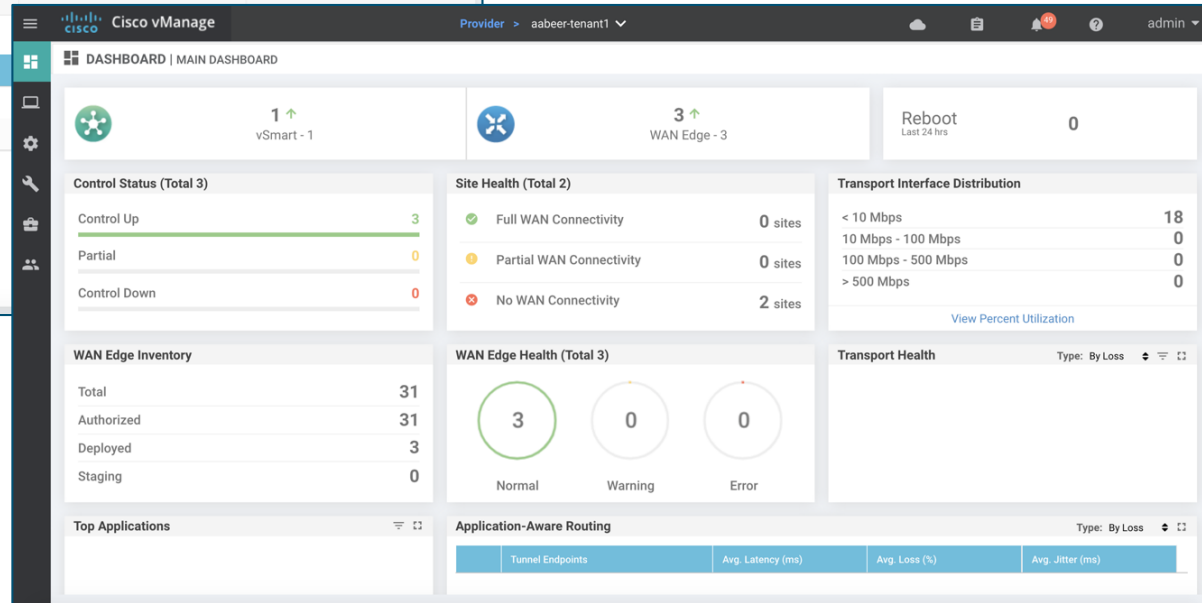 cisco Cisco vManage
Provider > aabeer-tenant1
49
admin
DASHBOARD | MAIN DASHBOARD
1
vSmart - 1
3
WAN Edge - 3
Reboot
Last 24 hrs
0
Control Status (Total 3)
Control Up 3
Partial 0
Control Down 0
Site Health (Total 2)
Full WAN Connectivity 0 sites
Partial WAN Connectivity 0 sites
No WAN Connectivity 2 sites
Transport Interface Distribution
< 10 Mbps 18
10 Mbps - 100 Mbps 0
100 Mbps - 500 Mbps 0
> 500 Mbps 0
View Percent Utilization
WAN Edge Inventory
Total 31
Authorized 31
Deployed 3
Staging 0
WAN Edge Health (Total 3)
3 0 0
Normal Warning Error
Transport Health Type: By Loss
Top Applications
Application-Aware Routing Type: By Loss
Tunnel Endpoints Avg. Latency (ms) Avg. Loss (%) Avg. Jitter (ms)